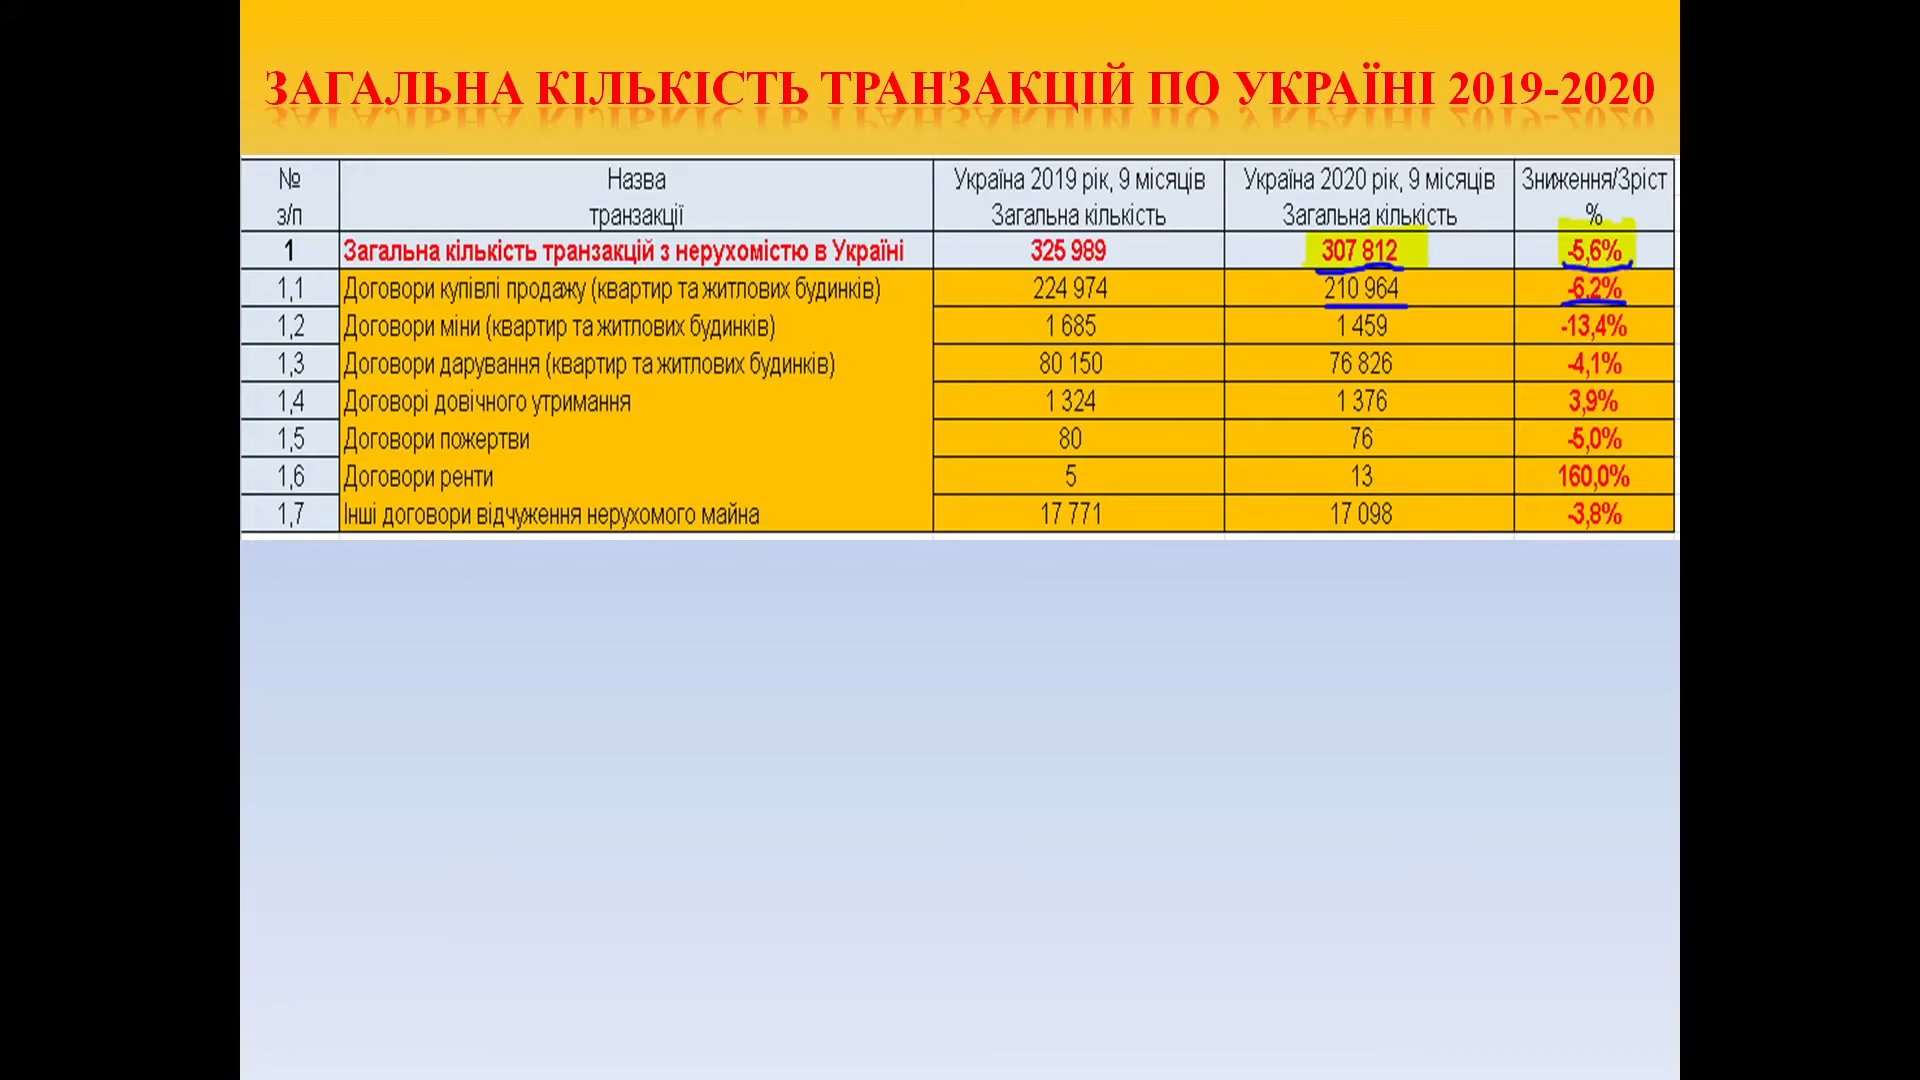 ЗАГАЛЬНА КІЛЬКІСТЬ ТРАНЗАКЦІЙ ПО УКРАЇНІ 2019-2020
№ з/п Назва транзакції Україна 2019 рік, 9 місяців Загальна кількість Україна 2020 рік, 9 місяців Загальна кількість Зниження/Зріст %
1 Загальна кількість транзакцій з нерухомістю в Україні 325 989 307 812 -5,6%
1,1 Договори купівлі продажу (квартир та житлових будинків) 224 974 210 964 -6,2%
1,2 Договори міни (квартир та житлових будинків) 1 685 1 459 -13,4%
1,3 Договори дарування (квартир та житлових будинків) 80 150 76 826 -4,1%
1,4 Договорі довічного утримання 1 324 1 376 3,9%
1,5 Договори пожертви 80 76 -5,0%
1,6 Договори ренти 5 13 160,0%
1,7 Інші договори відчуження нерухомого майна 17 771 17 098 -3,8%